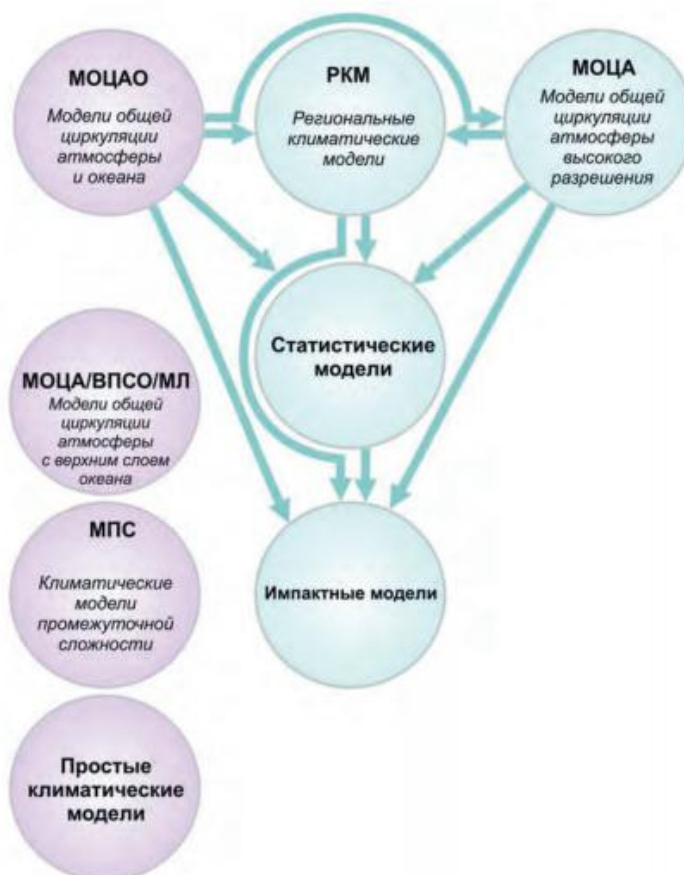 МОЦАО
Модели общей
циркуляции
атмосферы
и океана
РКМ
Региональные
климатические
модели
МОЦА
Модели общей
циркуляции
атмосферы
высокого
разрешения
Статистические
модели
МОЦА/ВПСО/МЛ
Модели общей
циркуляции
атмосферы
с верхним слоем
океана
МПС
Климатические
модели
промежуточной
сложности
Импактные модели
Простые
климатические
модели